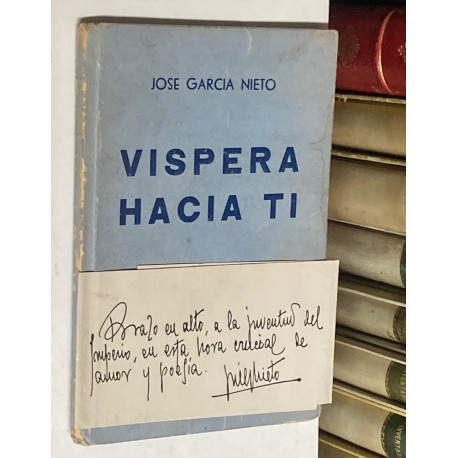 JOSE GARCIA NIETO
VISPERA
HACIA TI
Brazo en alto, a la juventud del
Imperio, en esta hora crucial de
amor y poesía.